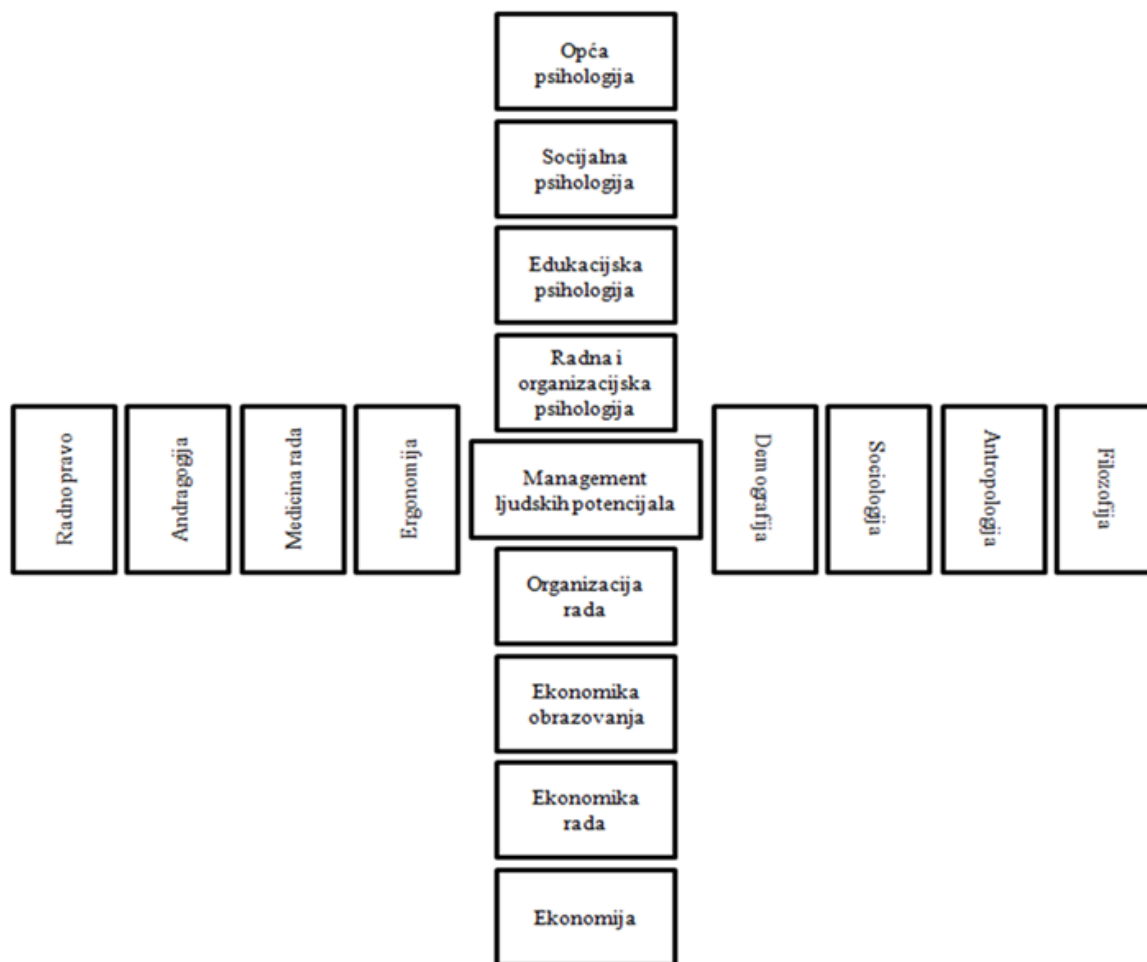 Opća
psihologija
Socijalna
psihologija
Edukacijska
psihologija
Radna i
organizacijska
psihologija
Radno pravo
Andragogija
Medicina rada
Ergonomija
Management
ljudskih potencijala
Demografija
Sociologija
Antropologija
Filozofija
Organizacija
rada
Ekonomika
obrazovanja
Ekonomika
rada
Ekonomija